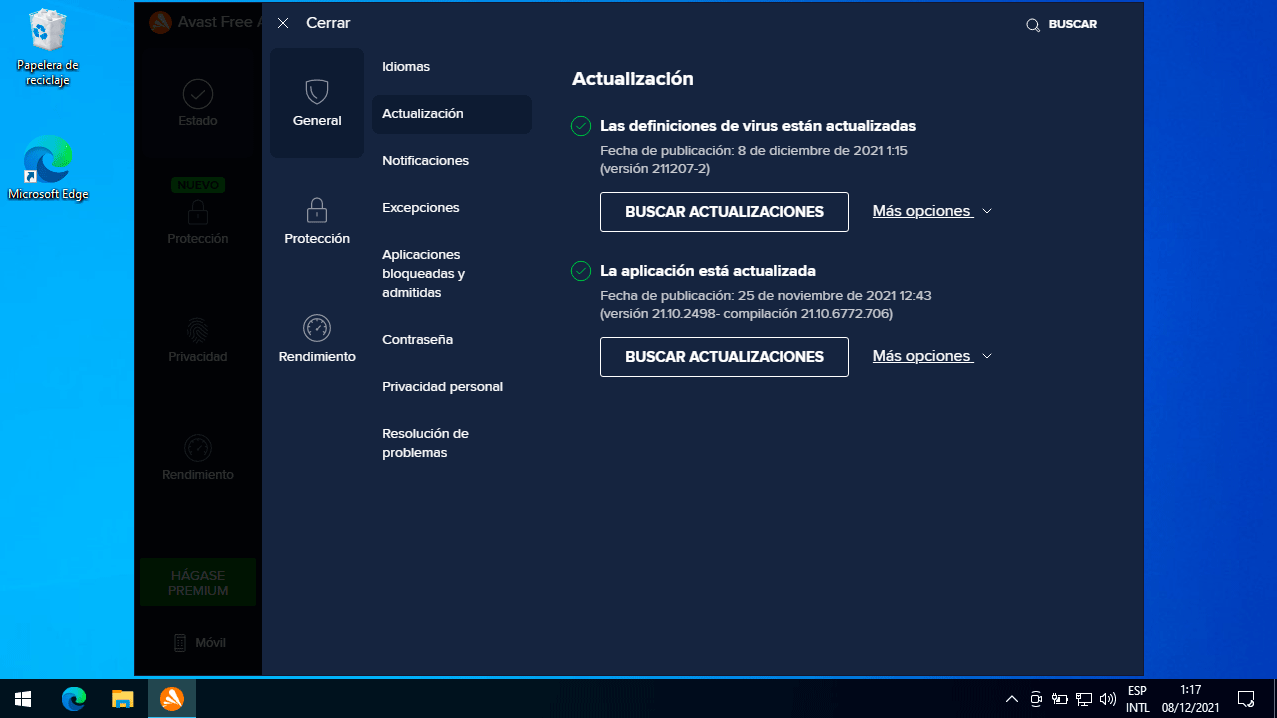 Papelera de
reciclaje
Microsoft Edge
Avast Free A
Estado
NUEVO
Protección
Privacidad
Rendimiento
HÁGASE
PREMIUM
Móvil
Cerrar
BUSCAR
General
Protección
Rendimiento
Idiomas
Actualización
Notificaciones
Excepciones
Aplicaciones
bloqueadas y
admitidas
Contraseña
Privacidad personal
Resolución de
problemas
Actualización
Las definiciones de virus están actualizadas
Fecha de publicación: 8 de diciembre de 2021 1:15
(versión 211207-2)
BUSCAR ACTUALIZACIONES
Más opciones
La aplicación está actualizada
Fecha de publicación: 25 de noviembre de 2021 12:43
(versión 21.10.2498- compilación 21.10.6772.706)
BUSCAR ACTUALIZACIONES
Más opciones
ESP
INTL
1:17
08/12/2021